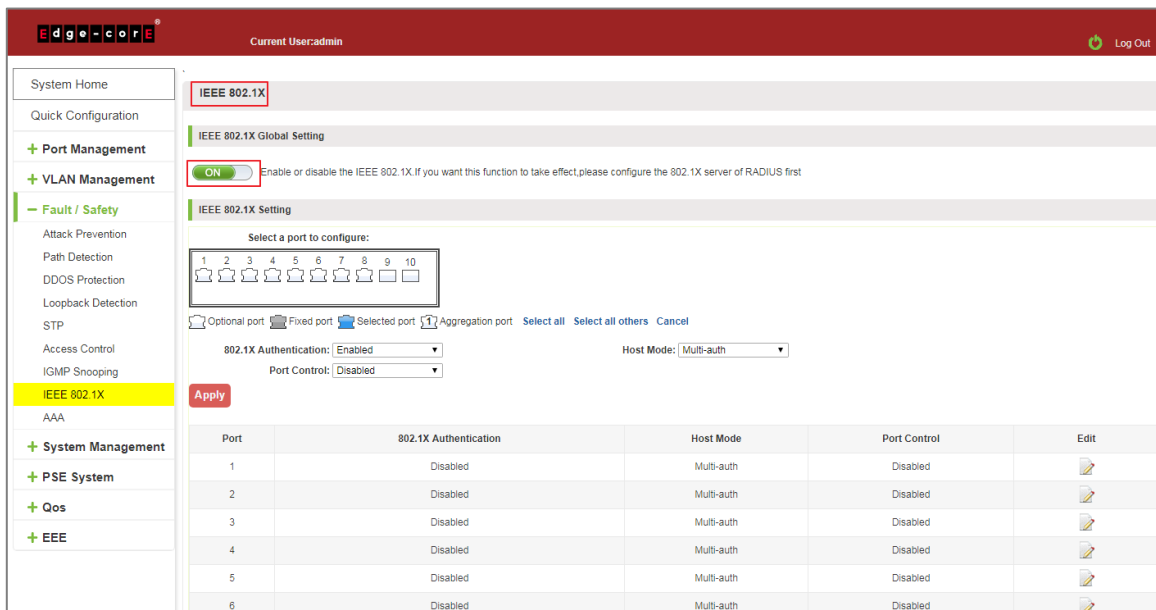 Edge-corE®
Current User:admin
Log Out
System Home
Quick Configuration
+ Port Management
+ VLAN Management
− Fault / Safety
Attack Prevention
Path Detection
DDOS Protection
Loopback Detection
STP
Access Control
IGMP Snooping
IEEE 802.1X
AAA
+ System Management
+ PSE System
+ Qos
+ EEE
IEEE 802.1X
IEEE 802.1X Global Setting
ON Enable or disable the IEEE 802.1X.If you want this function to take effect,please configure the 802.1X server of RADIUS first
IEEE 802.1X Setting
Select a port to configure:
1 2 3 4 5 6 7 8 9 10
Optional port Fixed port Selected port 1 Aggregation port Select all Select all others Cancel
802.1X Authentication: Enabled Host Mode: Multi-auth
Port Control: Disabled
Apply
Port 802.1X Authentication Host Mode Port Control Edit
1 Disabled Multi-auth Disabled
2 Disabled Multi-auth Disabled
3 Disabled Multi-auth Disabled
4 Disabled Multi-auth Disabled
5 Disabled Multi-auth Disabled
6 Disabled Multi-auth Disabled